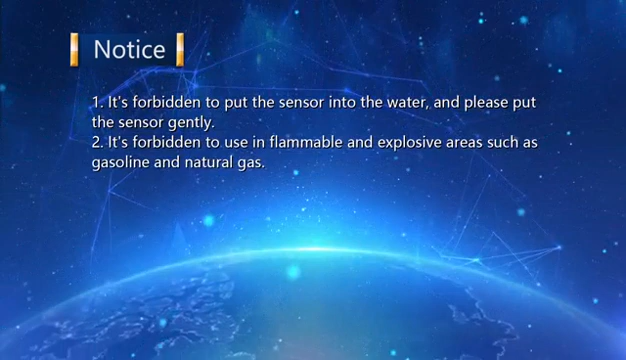 Notice
1. It's forbidden to put the sensor into the water, and please put
the sensor gently.
2. It's forbidden to use in flammable and explosive areas such as
gasoline and natural gas.